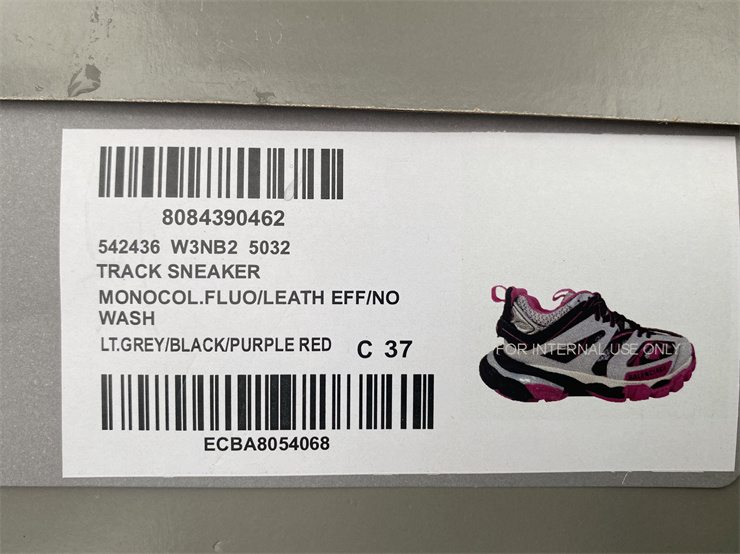 8084390462
542436 W3NB2 5032
TRACK SNEAKER
MONOCOL.FLUO/LEATH EFF/NO
WASH
LT.GREY/BLACK/PURPLE RED C 37
FOR INTERNAL USE ONLY
ECBA8054068